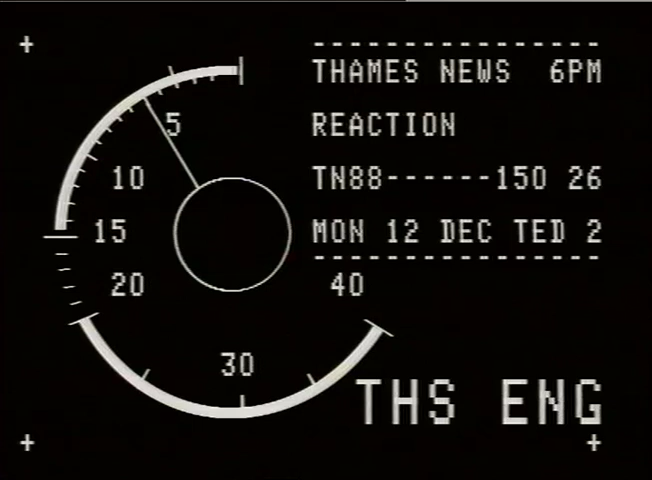 THAMES NEWS 6PM
REACTION
TN88------150 26
MON 12 DEC TED 2
5
10
15
20
30
40
THS ENG